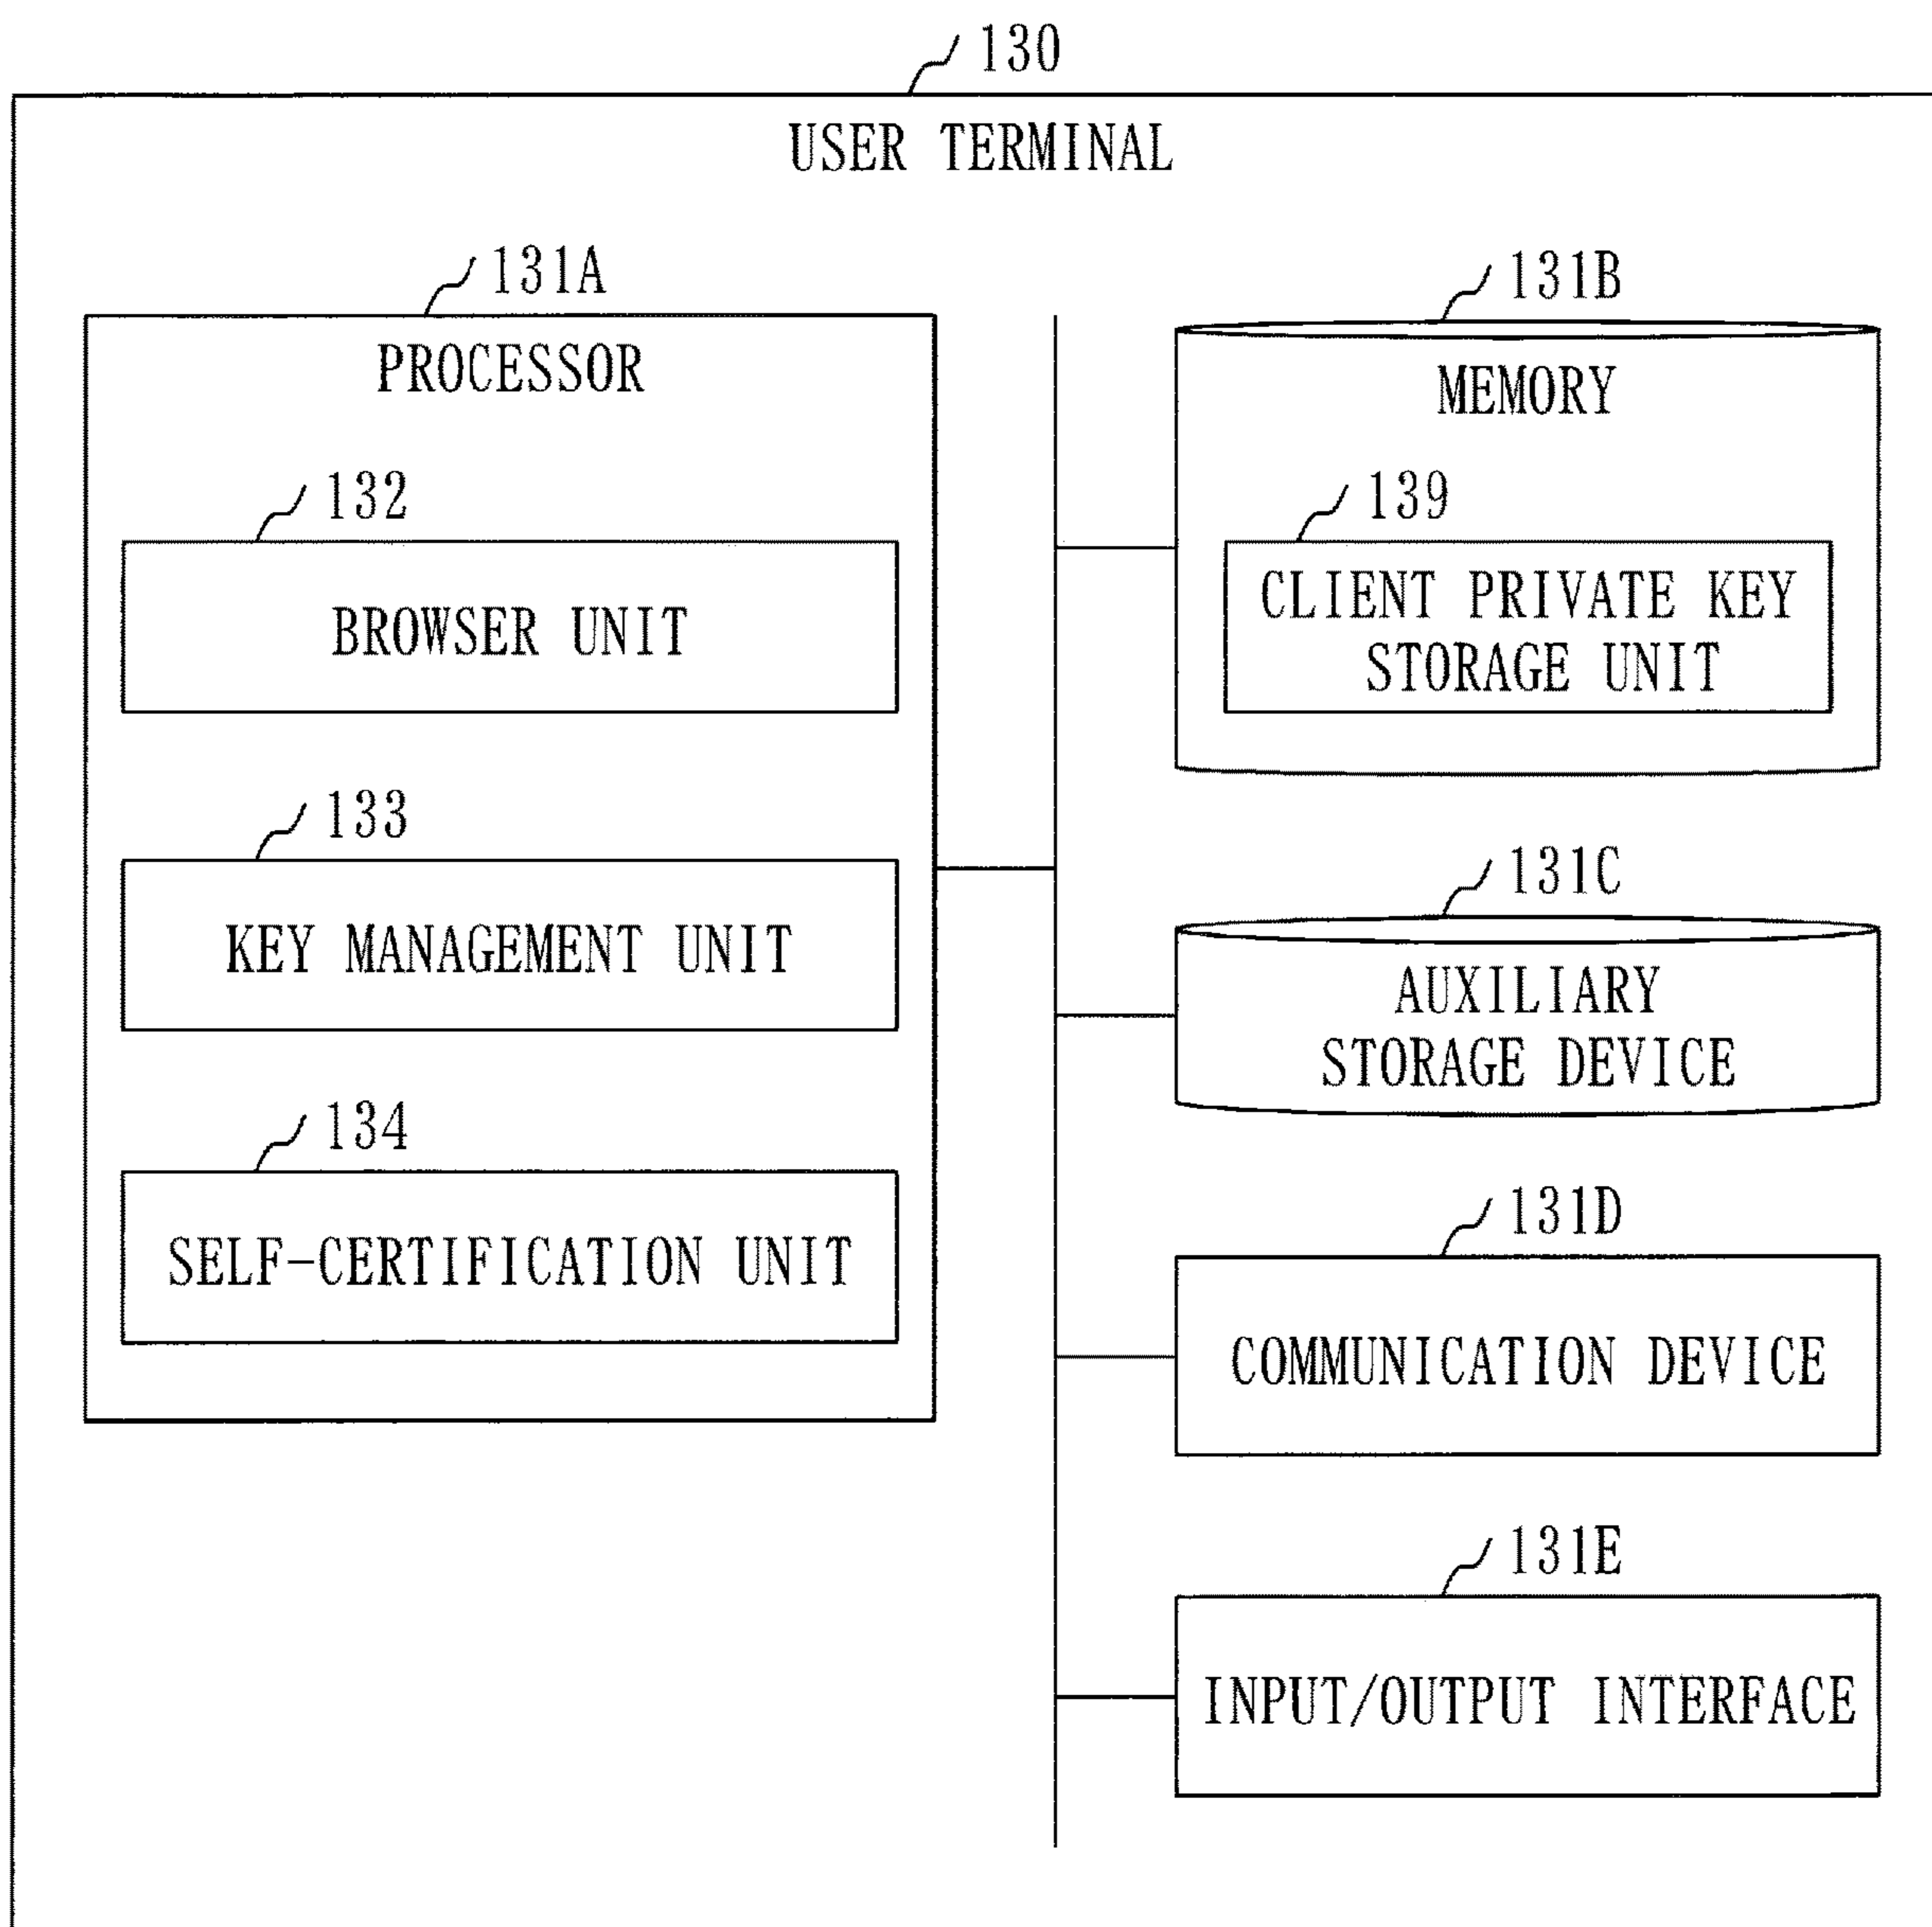 130
USER TERMINAL
131A
PROCESSOR
132
BROWSER UNIT
133
KEY MANAGEMENT UNIT
134
SELF-CERTIFICATION UNIT
131B
MEMORY
139
CLIENT PRIVATE KEY
STORAGE UNIT
131C
AUXILIARY
STORAGE DEVICE
131D
COMMUNICATION DEVICE
131E
INPUT/OUTPUT INTERFACE